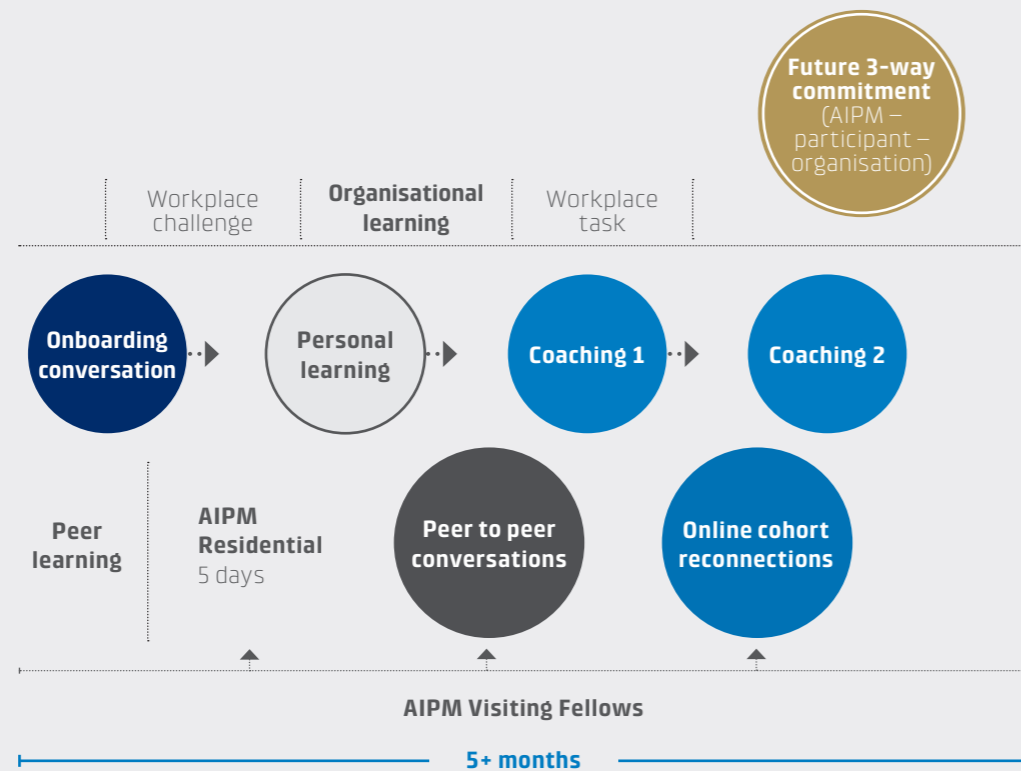 Future 3-way
commitment
(AIPM –
participant –
organisation)
Workplace
challenge
Organisational
learning
Workplace
task
Onboarding
conversation
Personal
learning
Coaching 1
Coaching 2
Peer
learning
AIPM
Residential
5 days
Peer to peer
conversations
Online cohort
reconnections
AIPM Visiting Fellows
5+ months